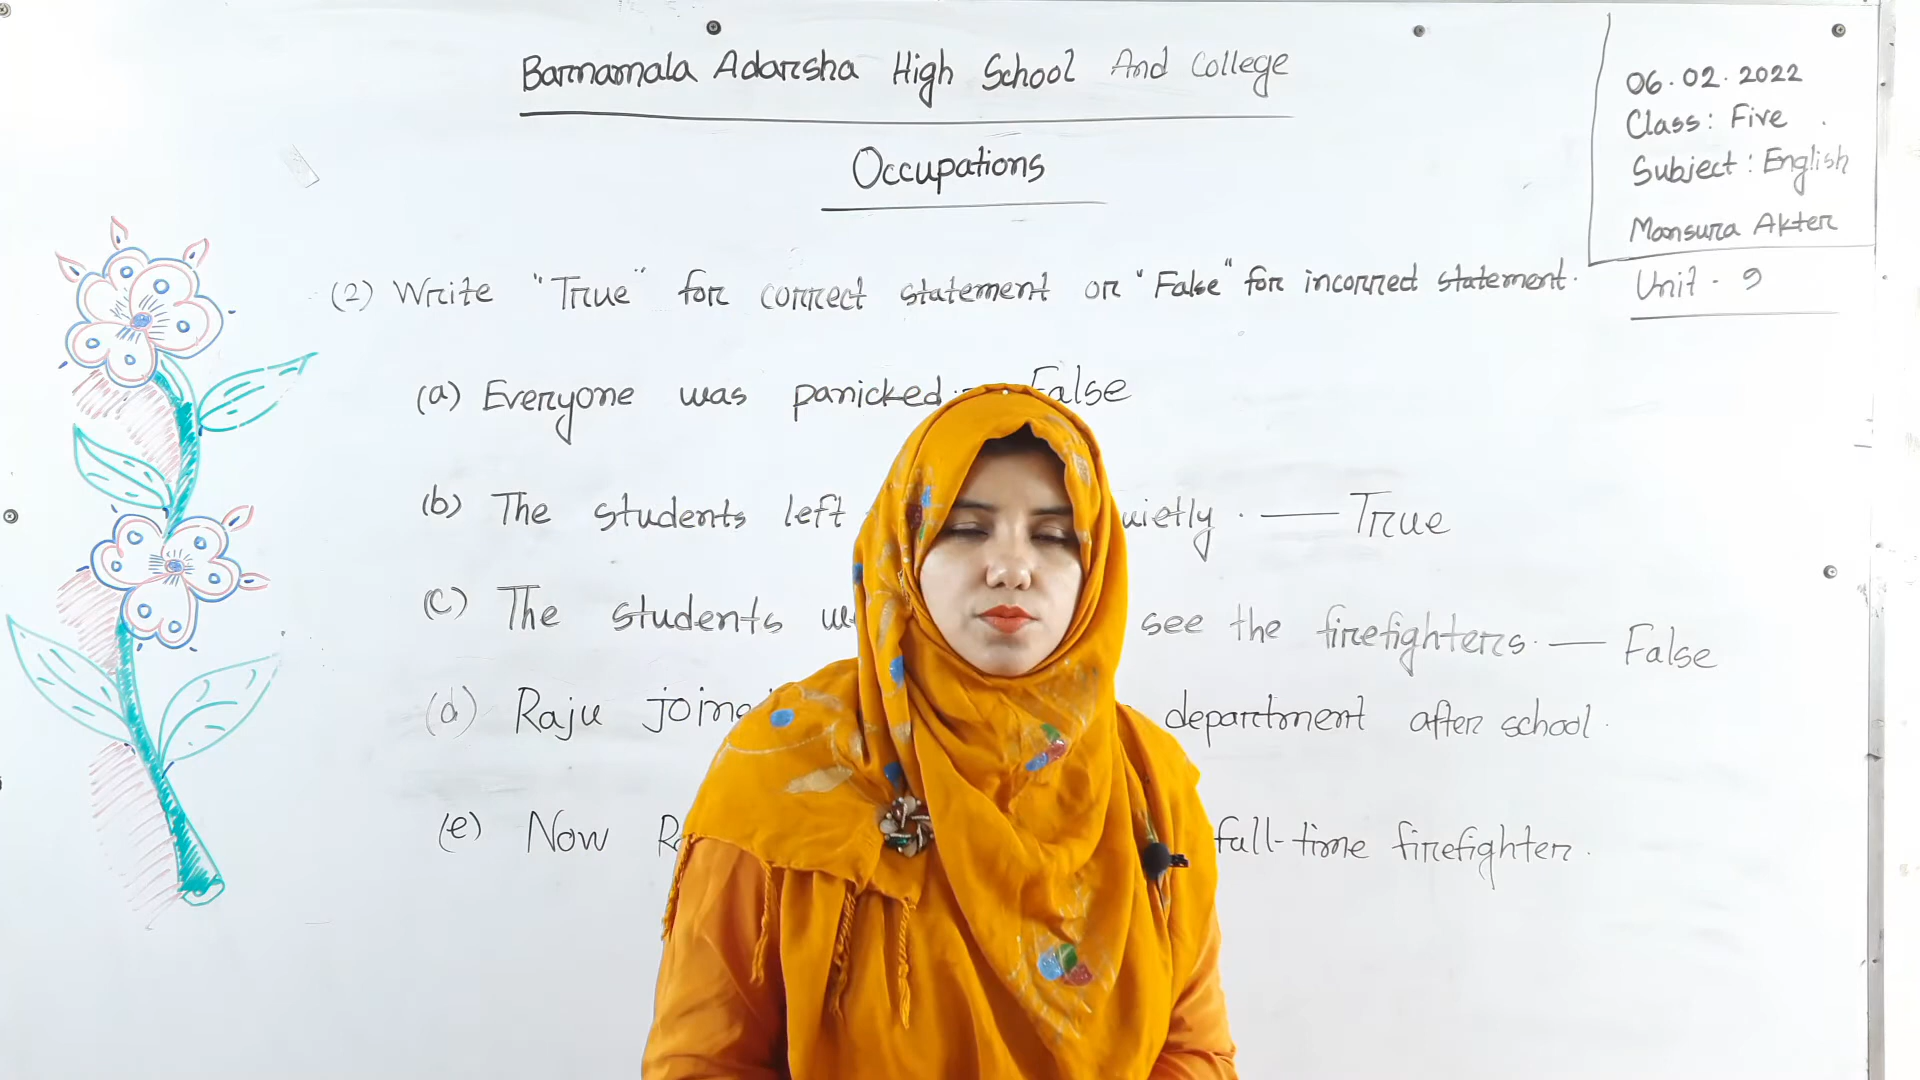 Barnamala Adarsha High School And College
Occupations
06.02.2022
Class: Five
Subject: English
Monsura Akter
Unit - 9
(2) Write "True" for correct statement or "False" for incorrect statement.
(a) Everyone was panicked. — False
(b) The students left uietly. — True
(c) The students see the firefighters. — False
(d) Raju joine department after school.
(e) Now full-time firefighter.